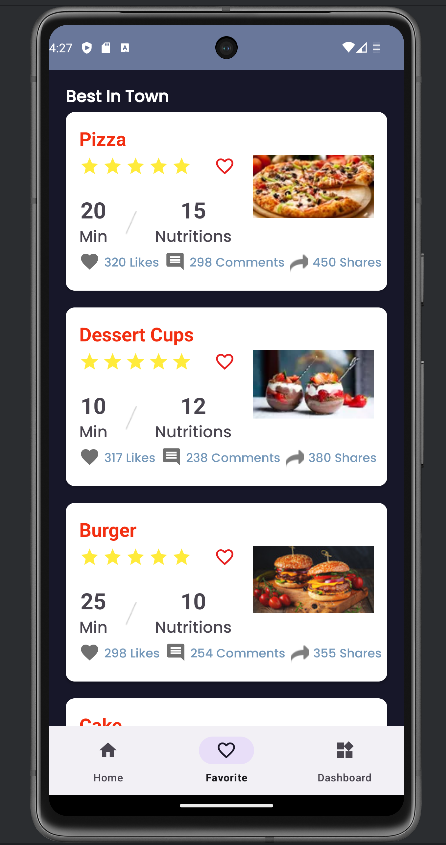 4:27
Best In Town
Pizza
20 / 15
Min Nutritions
320 Likes 298 Comments 450 Shares
Dessert Cups
10 / 12
Min Nutritions
317 Likes 238 Comments 380 Shares
Burger
25 / 10
Min Nutritions
298 Likes 254 Comments 355 Shares
Cake
Home Favorite Dashboard